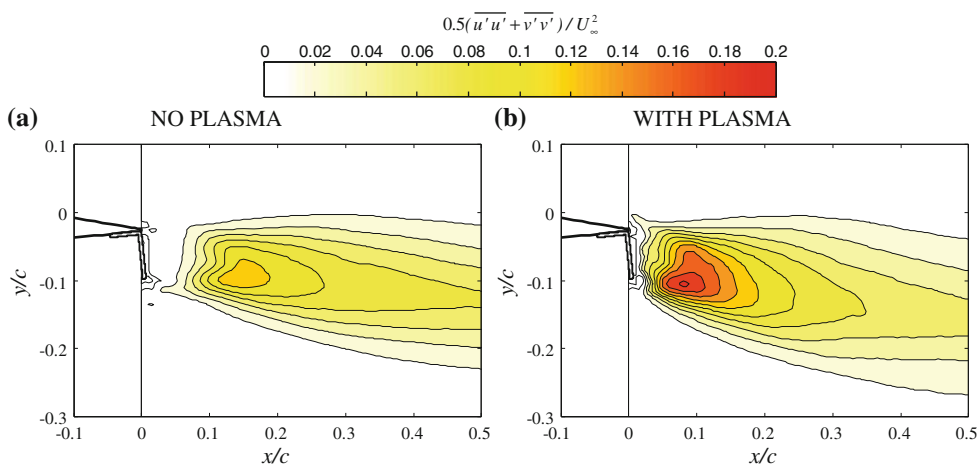 0.5(u'u' + v'v') / U∞²
0 0.02 0.04 0.06 0.08 0.1 0.12 0.14 0.16 0.18 0.2
(a) NO PLASMA (b) WITH PLASMA
0.1 0.1
0 0
-0.1 -0.1
-0.2 -0.2
-0.3 -0.3
y/c y/c
-0.1 0 0.1 0.2 0.3 0.4 0.5 -0.1 0 0.1 0.2 0.3 0.4 0.5
x/c x/c